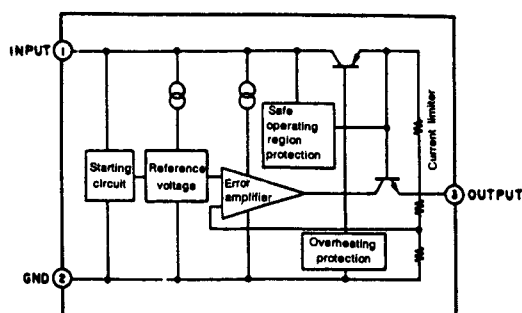 INPUT 1
Safe
operating
region
protection
Current limiter
Starting
circuit
Reference
voltage
Error
amplifier
3 OUTPUT
Overheating
protection
GND 2